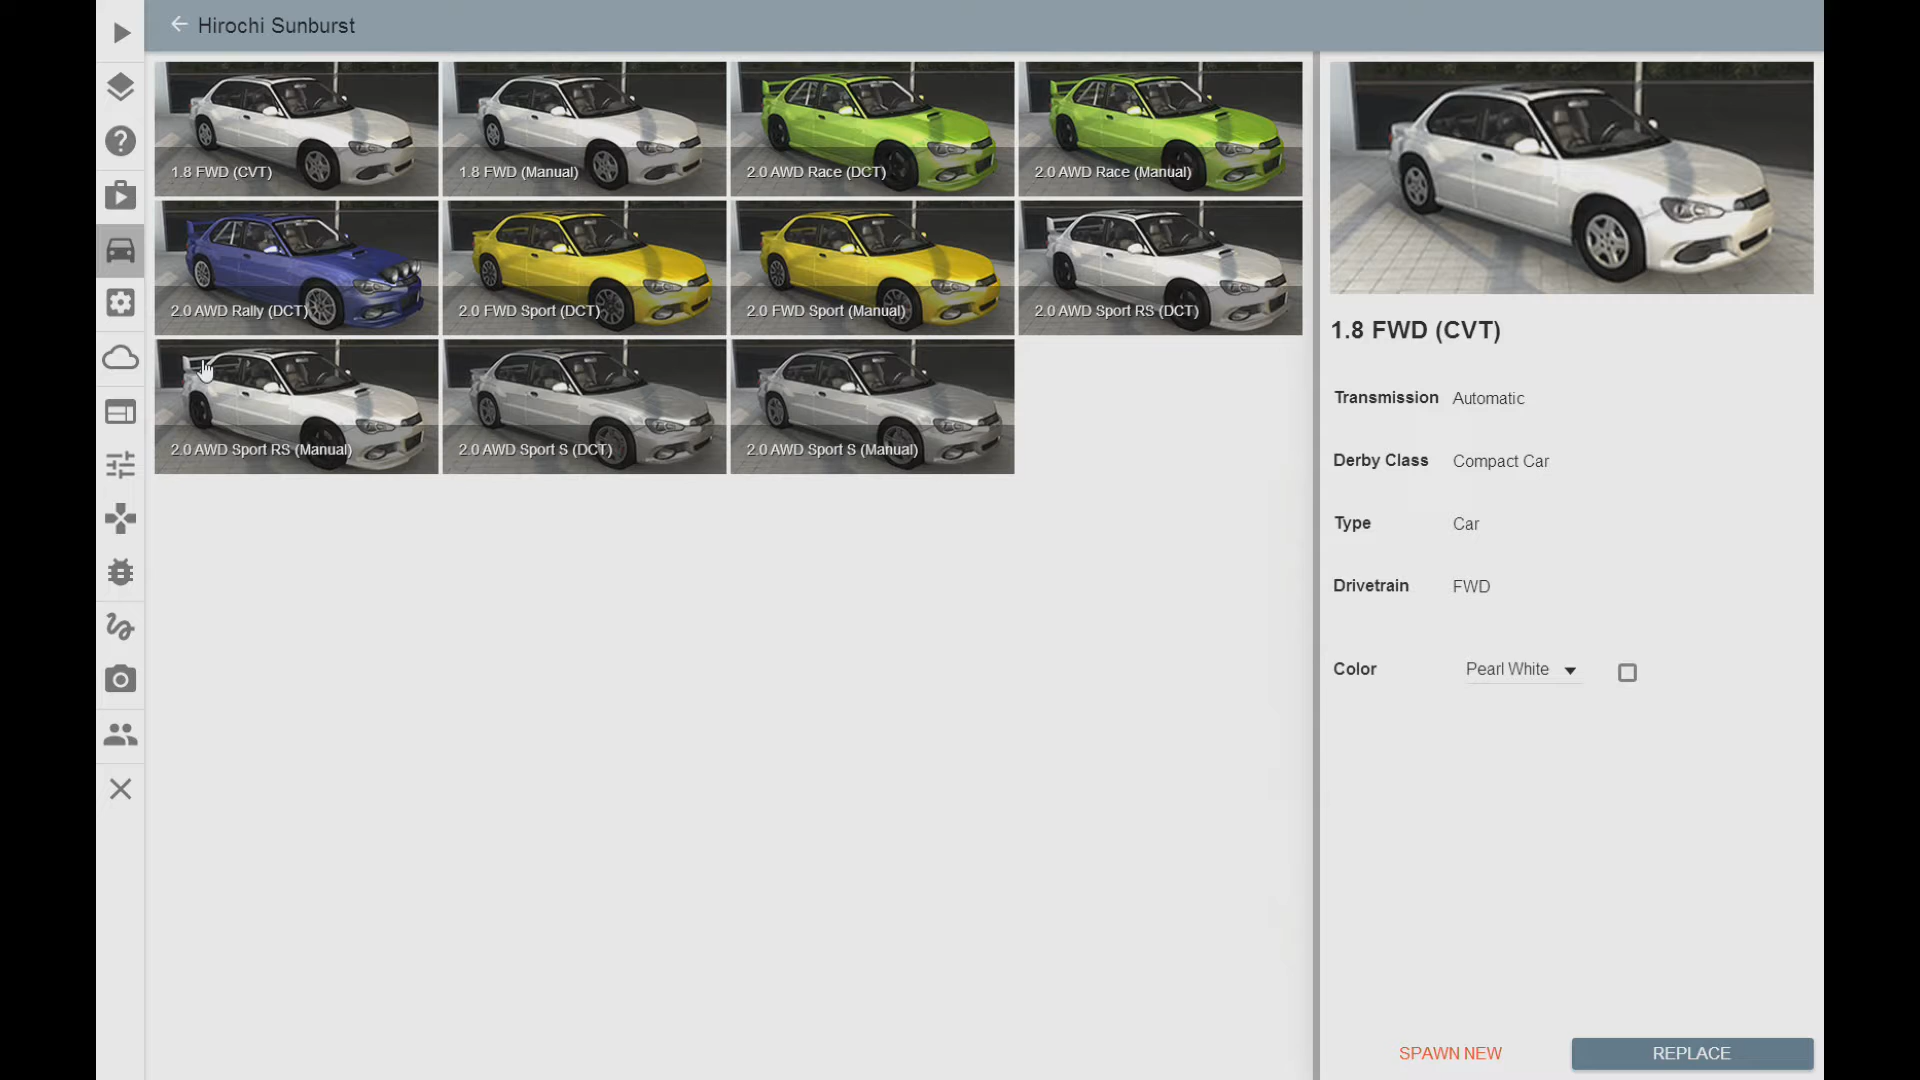 Hirochi Sunburst
1.8 FWD (CVT)
1.8 FWD (Manual)
2.0 AWD Race (DCT)
2.0 AWD Race (Manual)
2.0 AWD Rally (DCT)
2.0 FWD Sport (DCT)
2.0 FWD Sport (Manual)
2.0 AWD Sport RS (DCT)
2.0 AWD Sport RS (Manual)
2.0 AWD Sport S (DCT)
2.0 AWD Sport S (Manual)
1.8 FWD (CVT)
Transmission Automatic
Derby Class Compact Car
Type Car
Drivetrain FWD
Color Pearl White
SPAWN NEW REPLACE